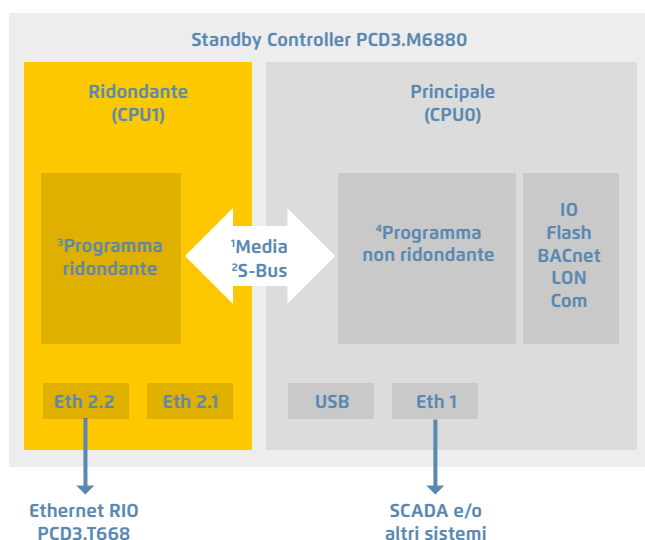 Standby Controller PCD3.M6880
Ridondante
(CPU1)
Principale
(CPU0)
³Programma
ridondante
¹Media
²S-Bus
⁴Programma
non ridondante
IO
Flash
BACnet
LON
Com
Eth 2.2
Eth 2.1
USB
Eth 1
Ethernet RIO
PCD3.T668
SCADA e/o
altri sistemi